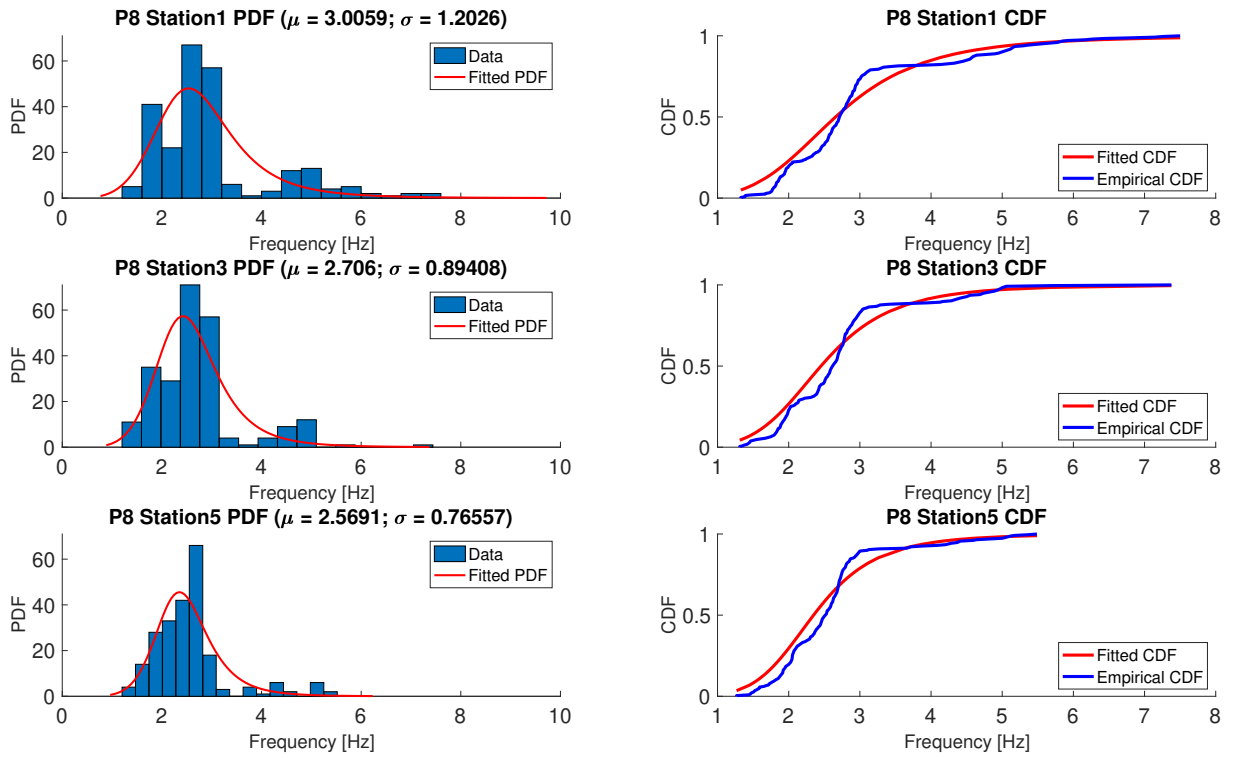 P8 Station1 PDF (μ = 3.0059; σ = 1.2026)
PDF
60
40
20
0
0 2 4 6 8 10
Frequency [Hz]
Data
Fitted PDF
P8 Station1 CDF
CDF
1
0.5
0
1 2 3 4 5 6 7 8
Frequency [Hz]
Fitted CDF
Empirical CDF
P8 Station3 PDF (μ = 2.706; σ = 0.89408)
PDF
60
40
20
0
0 2 4 6 8 10
Frequency [Hz]
Data
Fitted PDF
P8 Station3 CDF
CDF
1
0.5
0
1 2 3 4 5 6 7 8
Frequency [Hz]
Fitted CDF
Empirical CDF
P8 Station5 PDF (μ = 2.5691; σ = 0.76557)
PDF
60
40
20
0
0 2 4 6 8 10
Frequency [Hz]
Data
Fitted PDF
P8 Station5 CDF
CDF
1
0.5
0
1 2 3 4 5 6 7 8
Frequency [Hz]
Fitted CDF
Empirical CDF